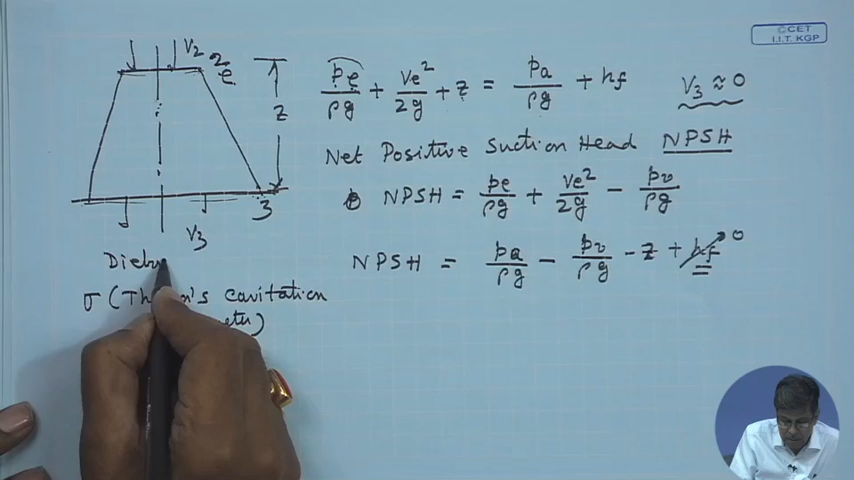 ©CET
I.I.T. KGP
V2
2
e
z
pe/ρg + Ve²/2g + z = pa/ρg + hf
V3 ≈ 0
Net Positive Suction Head NPSH
NPSH = pe/ρg + Ve²/2g − pv/ρg
3
V3
NPSH = pa/ρg − pv/ρg − z + hf 0
σ (Th 's cavitation